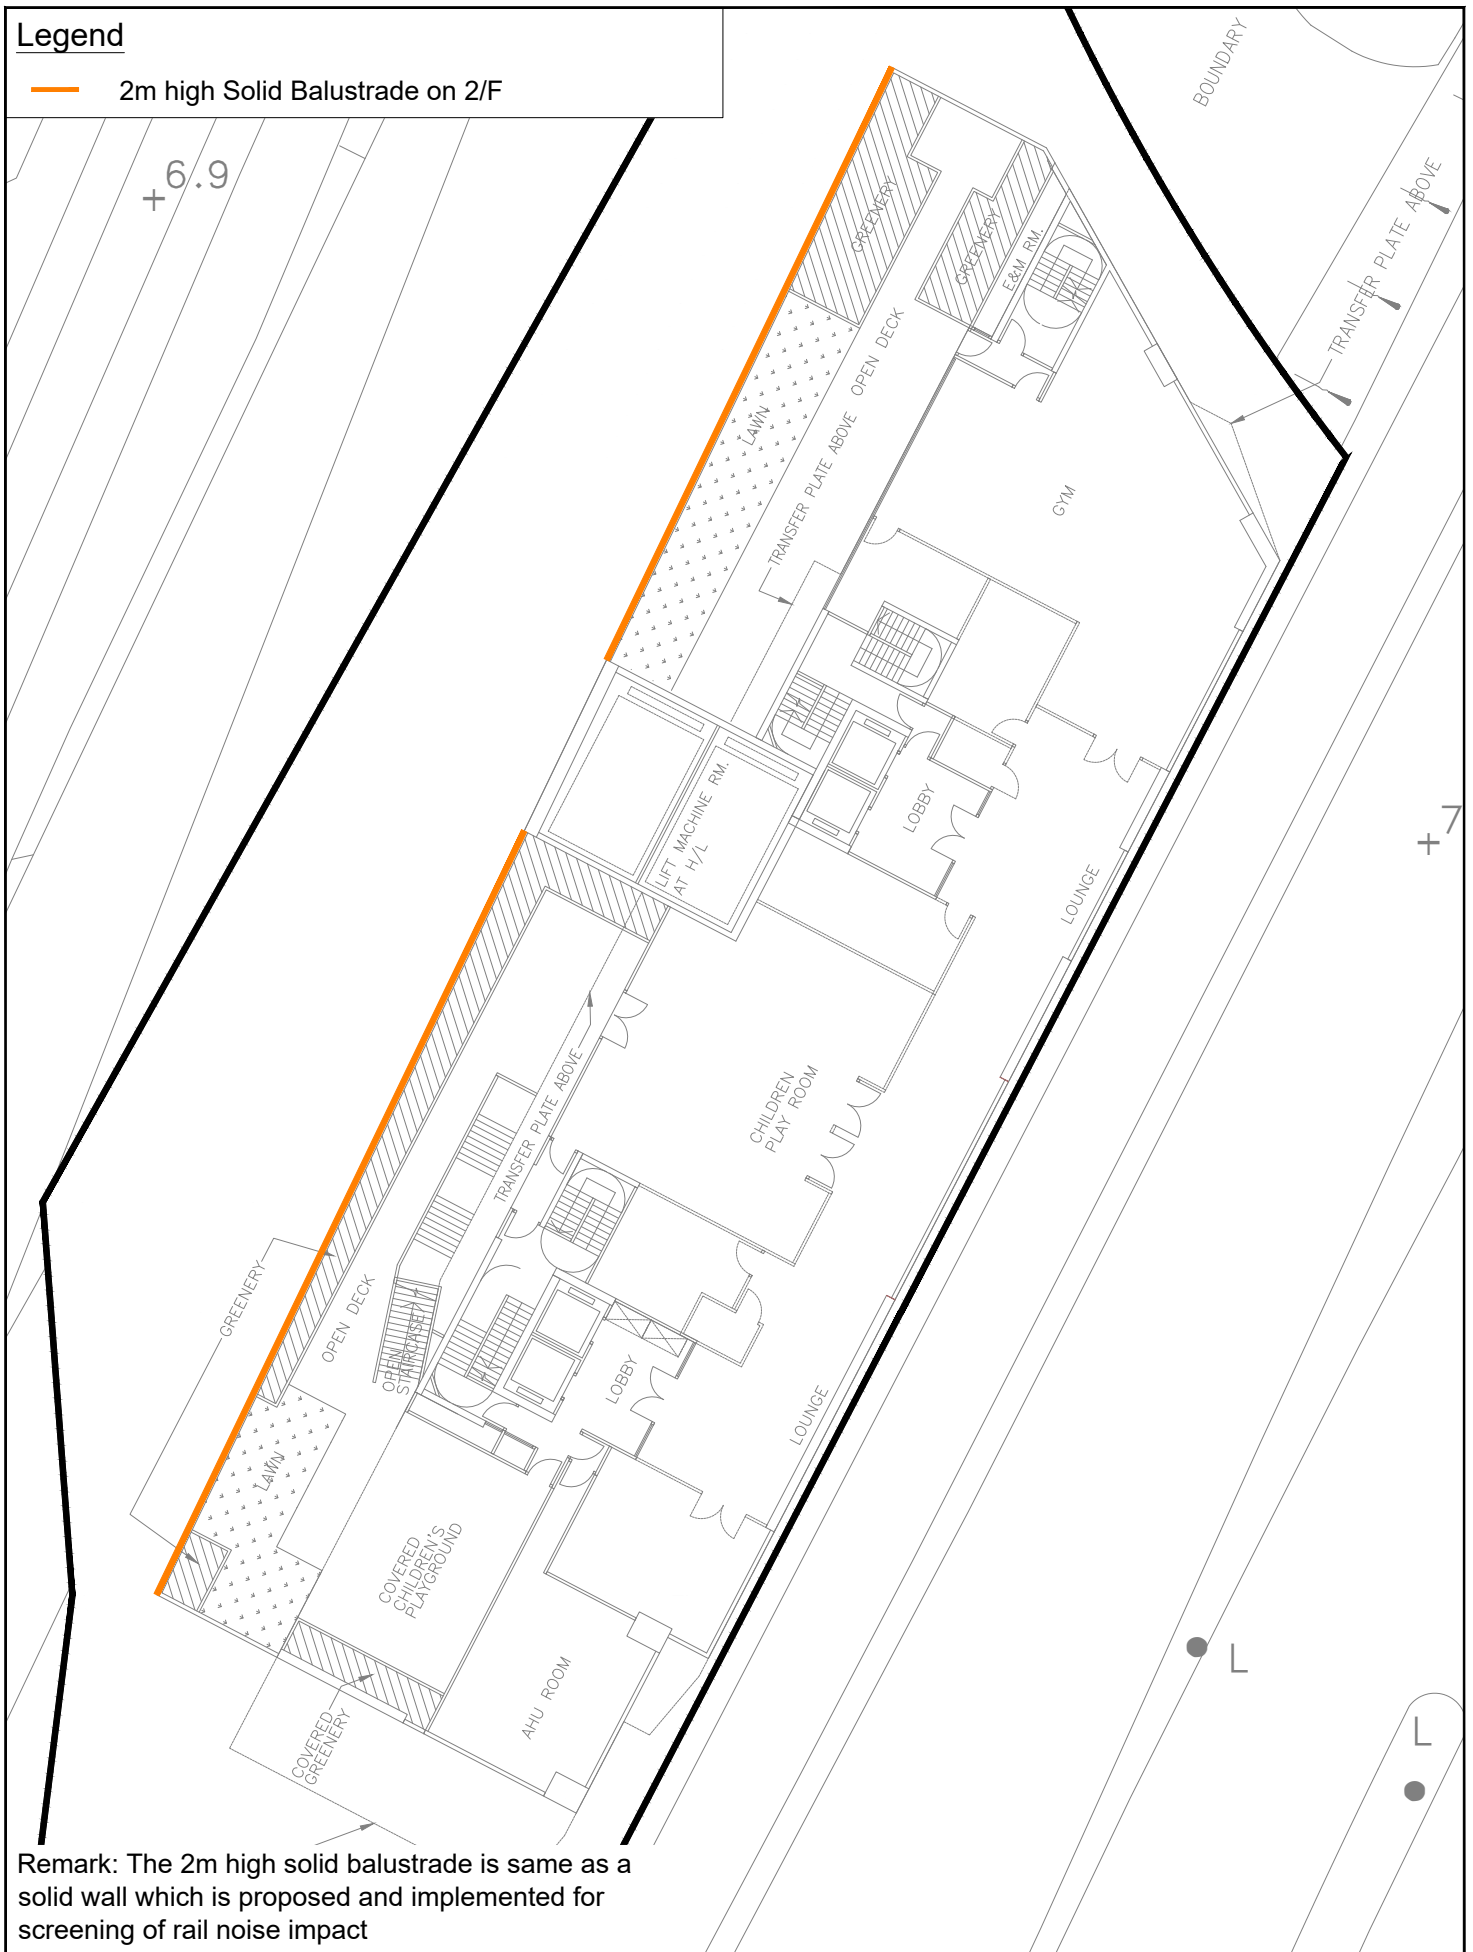 Legend
2m high Solid Balustrade on 2/F
BOUNDARY
6.9
TRANSFER PLATE ABOVE
GREENERY
GREENERY
E&M RM.
OPEN DECK
LAWN
TRANSFER PLATE ABOVE
GYM
LIFT MACHINE RM.
AT H/L
LOBBY
7
LOUNGE
TRANSFER PLATE ABOVE
CHILDREN
PLAY ROOM
GREENERY
OPEN DECK
OPEN
STAIRCASE
LOBBY
LOUNGE
LAWN
COVERED
CHILDREN'S
PLAYGROUND
L
AHU ROOM
COVERED
GREENERY
L
Remark: The 2m high solid balustrade is same as a
solid wall which is proposed and implemented for
screening of rail noise impact